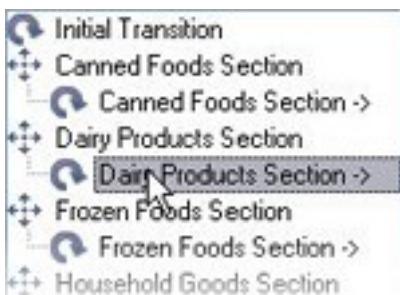 Initial Transition
Canned Foods Section
Canned Foods Section ->
Dairy Products Section
Dairy Products Section ->
Frozen Foods Section
Frozen Foods Section ->
Household Goods Section